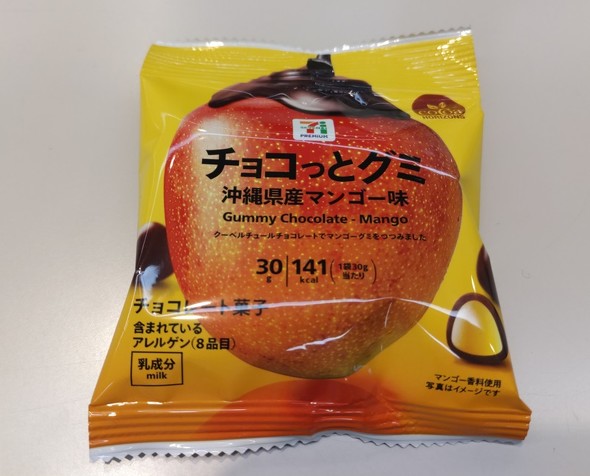 COCOA
HORIZONS
7-i
PREMIUM
チョコっとグミ
沖縄県産マンゴー味
Gummy Chocolate - Mango
クーベルチュールチョコレートでマンゴーグミをつつみました
30g 141kcal (1袋30g当たり)
チョコレート菓子
含まれている
アレルゲン(8品目)
乳成分
milk
マンゴー香料使用
写真はイメージです